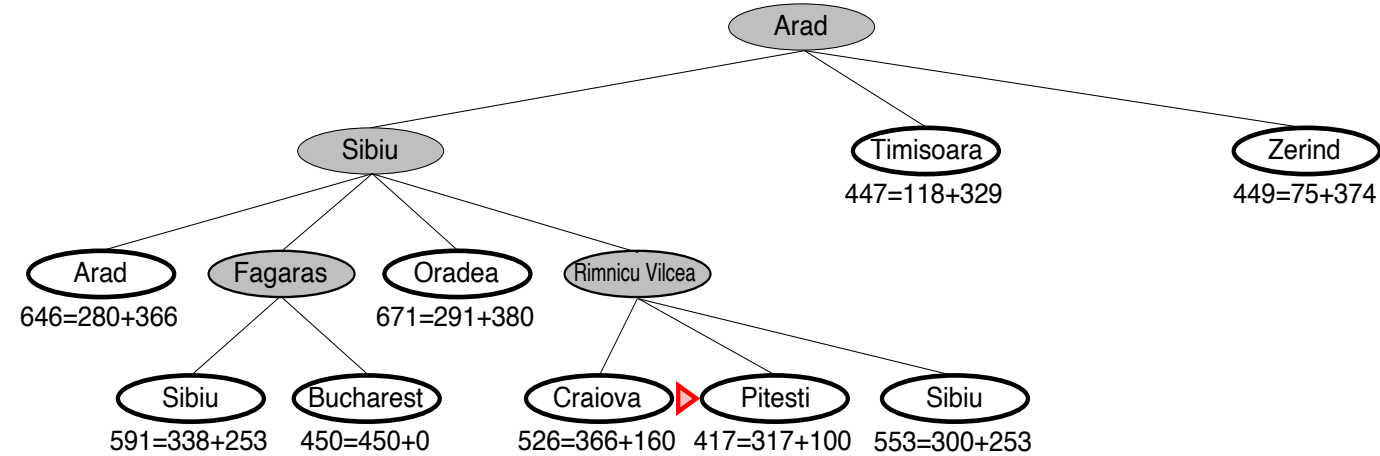 Arad
Sibiu
Timisoara
Zerind
447=118+329
449=75+374
Arad
Fagaras
Oradea
Rimnicu Vilcea
646=280+366
671=291+380
Sibiu
Bucharest
Craiova
Pitesti
Sibiu
591=338+253
450=450+0
526=366+160
417=317+100
553=300+253